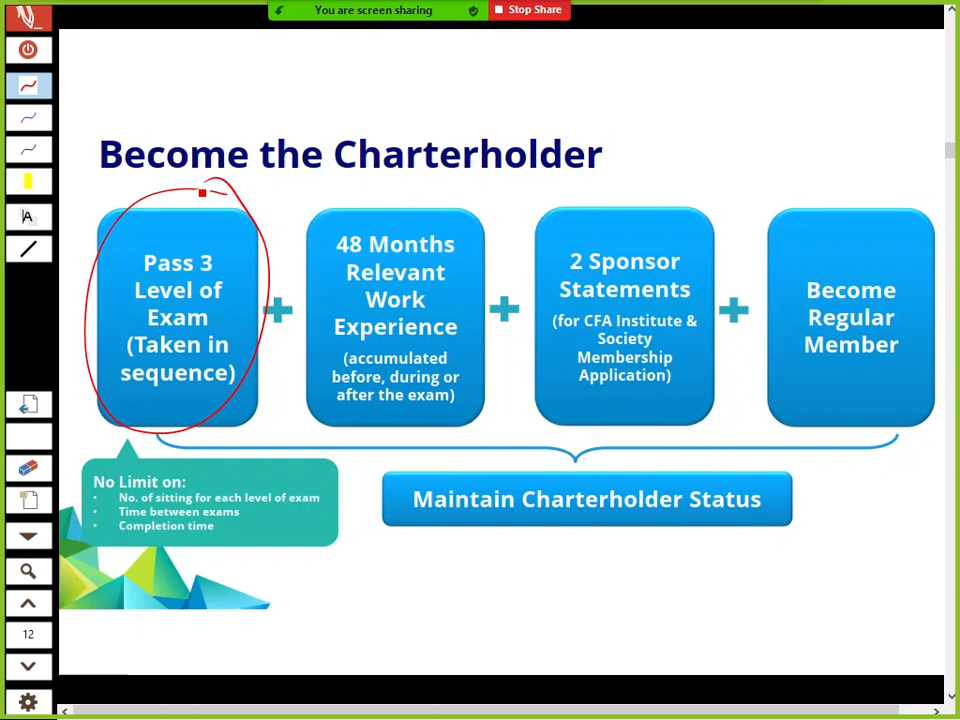 You are screen sharing
Stop Share
Become the Charterholder
Pass 3
Level of
Exam
(Taken in
sequence)
48 Months
Relevant
Work
Experience
(accumulated
before, during or
after the exam)
2 Sponsor
Statements
(for CFA Institute &
Society
Membership
Application)
Become
Regular
Member
No Limit on:
• No. of sitting for each level of exam
• Time between exams
• Completion time
Maintain Charterholder Status
A
12